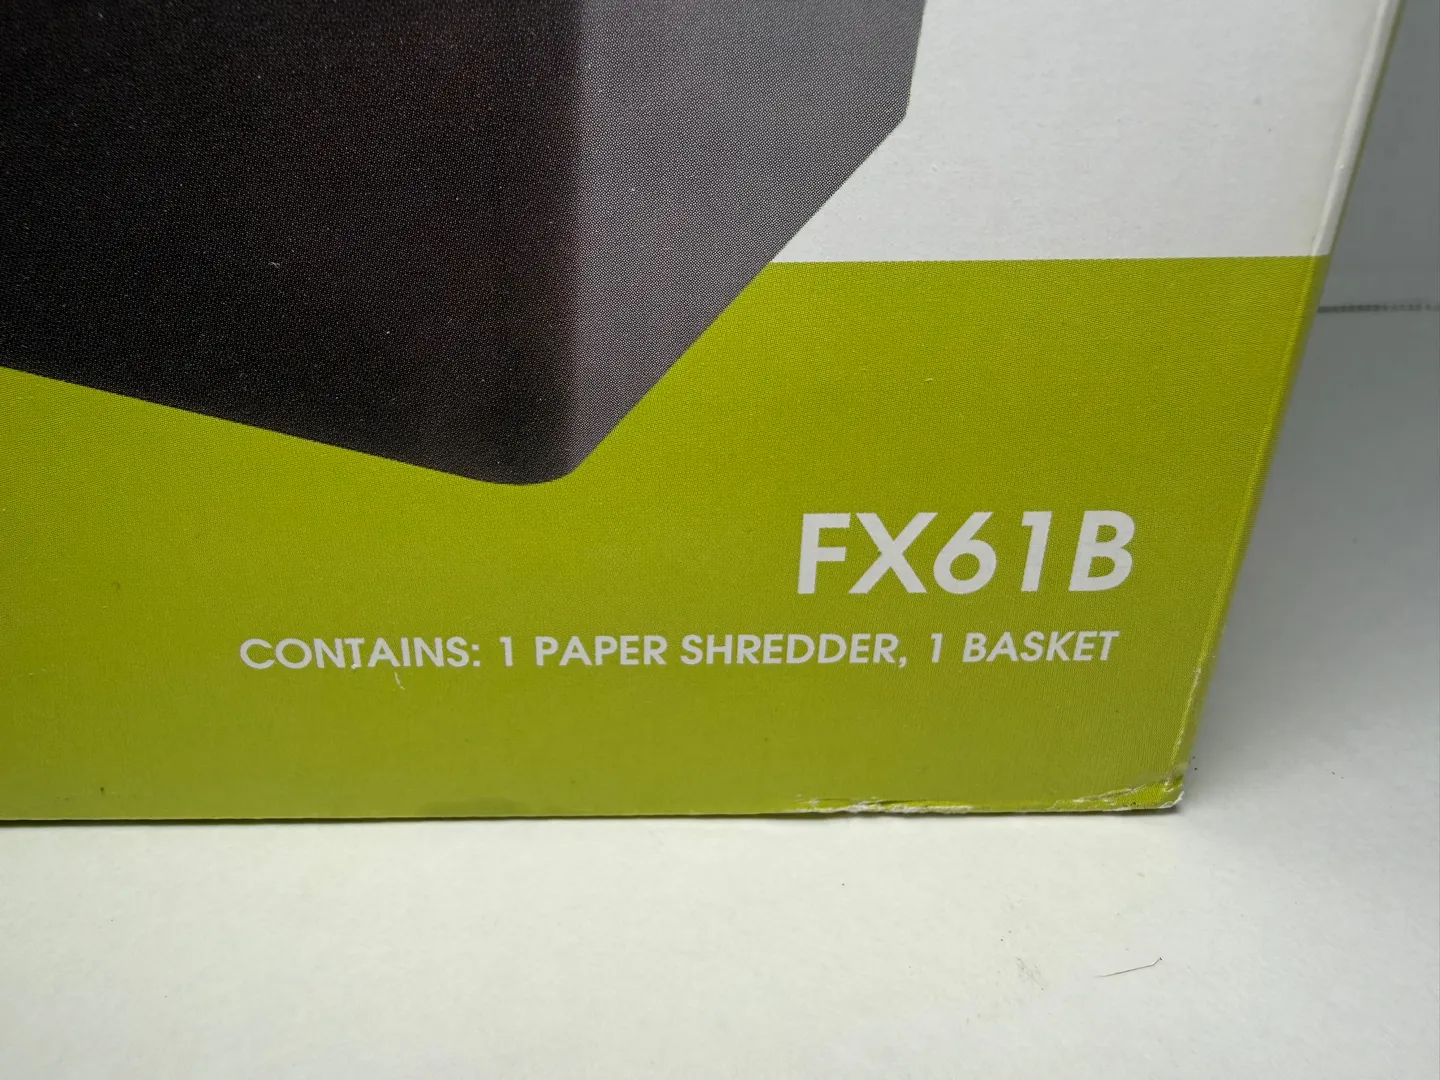 FX61B
CONTAINS: 1 PAPER SHREDDER, 1 BASKET